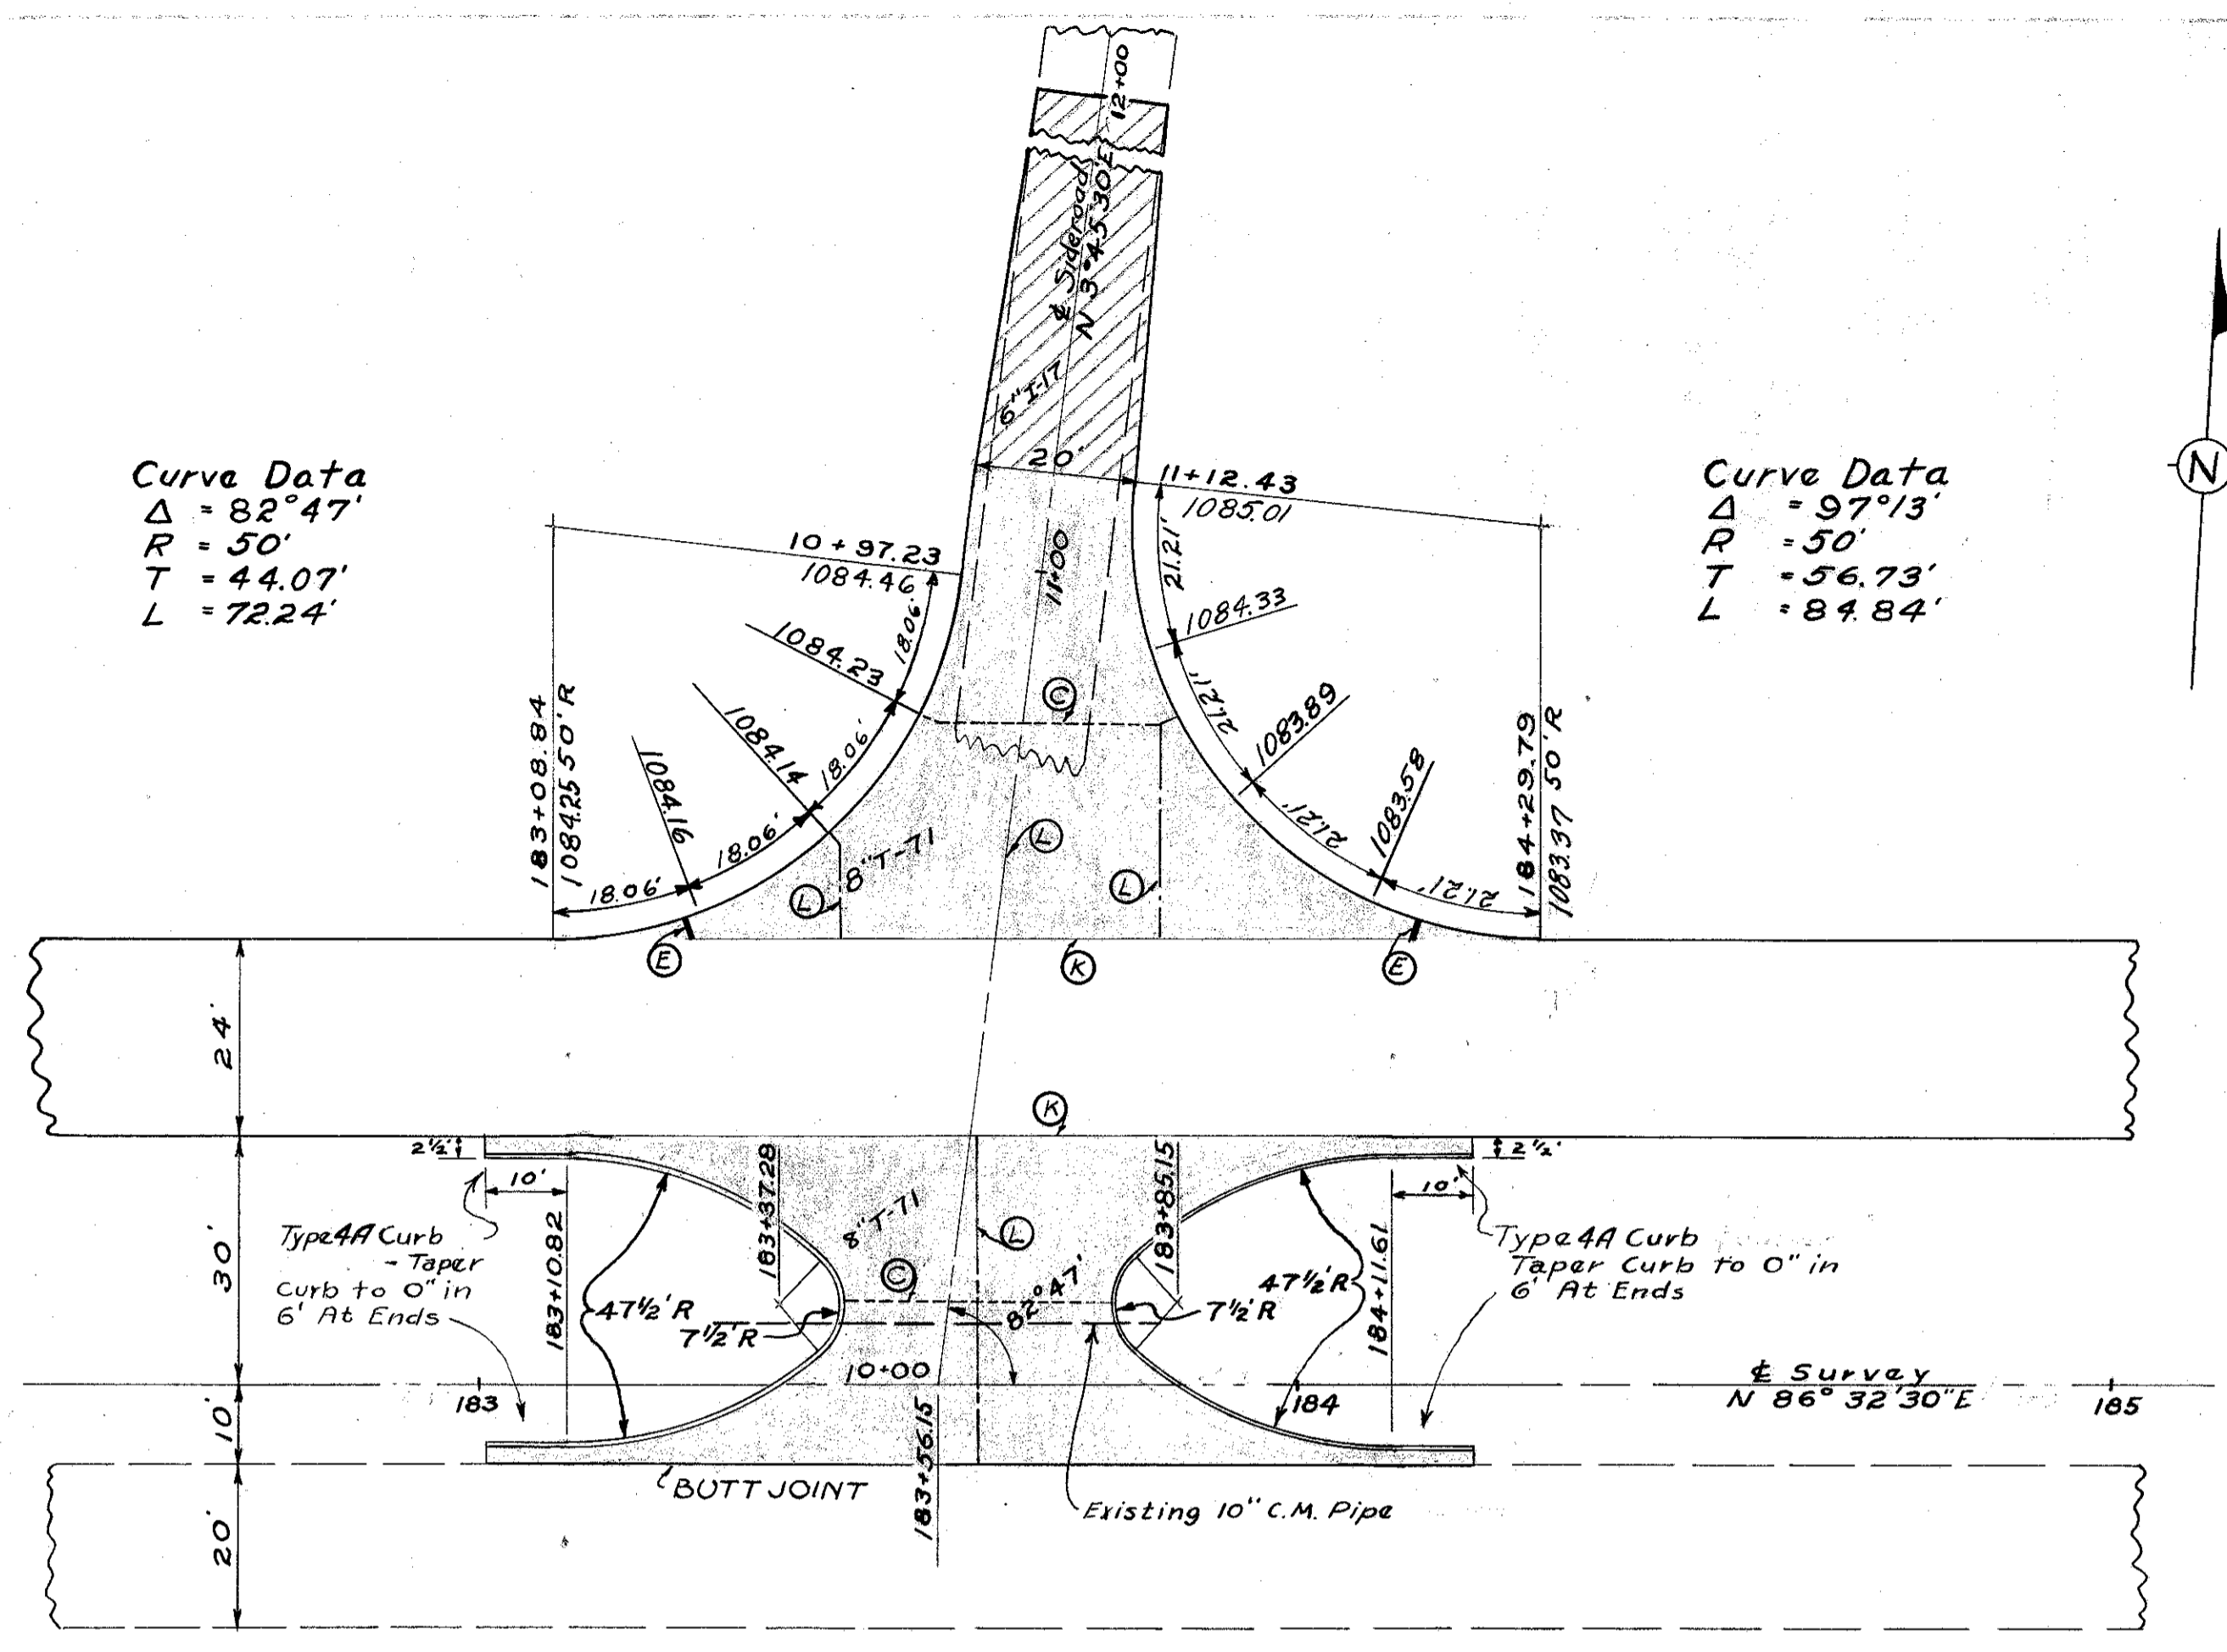 12+00
℄ Sideroad
N 3°45'30"E
6" I-17
20'
Curve Data
Δ = 82°47'
R = 50'
T = 44.07'
L = 72.24'
Curve Data
Δ = 97°13'
R = 50'
T = 56.73'
L = 84.84'
N
11+12.43
1085.01
10+97.23
1084.46
11+00
21.21'
18.06'
1084.33
1084.23
C
21.21'
1083.89
1084.14
18.06'
1084.16
183+08.84
1084.25 50'R
18.06'
18.06'
8" T-71
L
L
L
21.21'
1083.58
21.21'
184+29.79
1083.37 50'R
E
K
E
24'
K
2½'
2½'
10'
10'
183+10.82
183+37.28
8" T-71
L
183+85.15
184+11.61
Type 4A Curb
- Taper
Curb to 0" in
6' At Ends
Type 4A Curb
Taper Curb to 0" in
6' At Ends
30'
C
82°47'
47½'R
7½'R
7½'R
47½'R
10+00
183
184
185
℄ Survey
N 86° 32'30"E
10'
183+56.15
BUTT JOINT
Existing 10" C.M. Pipe
20'